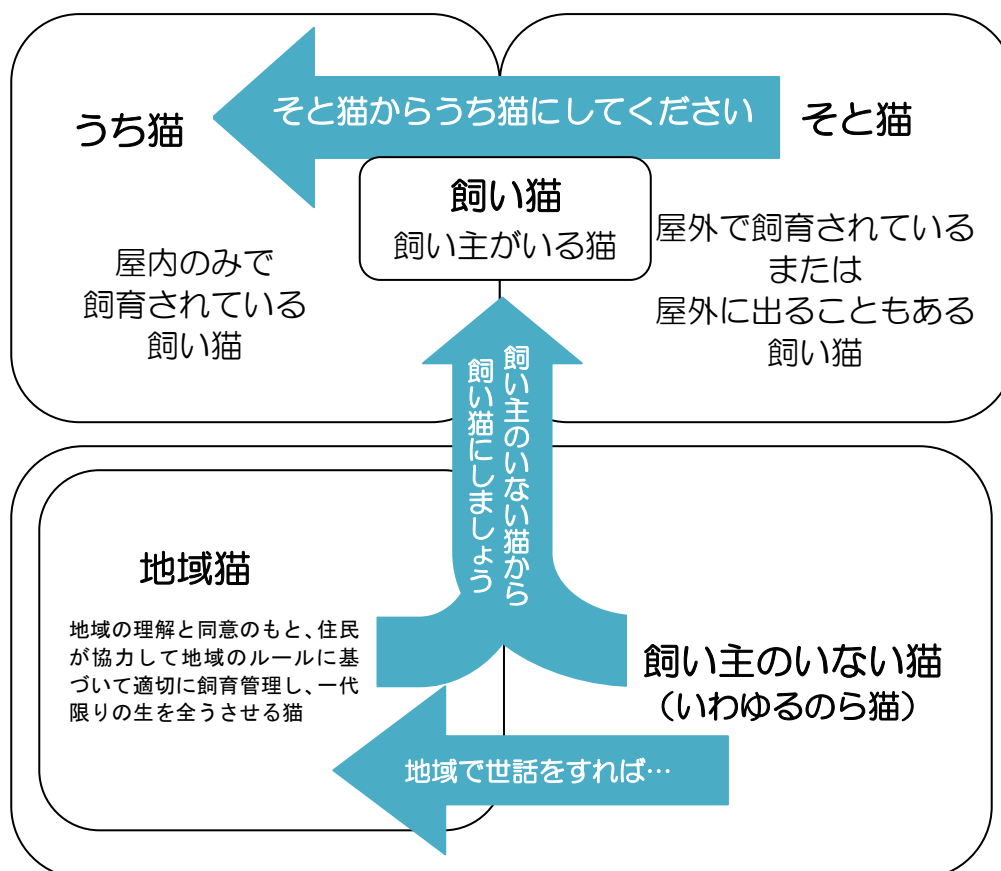 そと猫からうち猫にしてください
うち猫
そと猫
飼い猫
飼い主がいる猫
屋内のみで
飼育されている
飼い猫
屋外で飼育されている
または
屋外に出ることもある
飼い猫
飼い主のいない猫から
飼い猫にしましょう
地域猫
地域の理解と同意のもと、住民
が協力して地域のルールに基
づいて適切に飼育管理し、一代
限りの生を全うさせる猫
飼い主のいない猫
（いわゆるのら猫）
地域で世話をすれば…